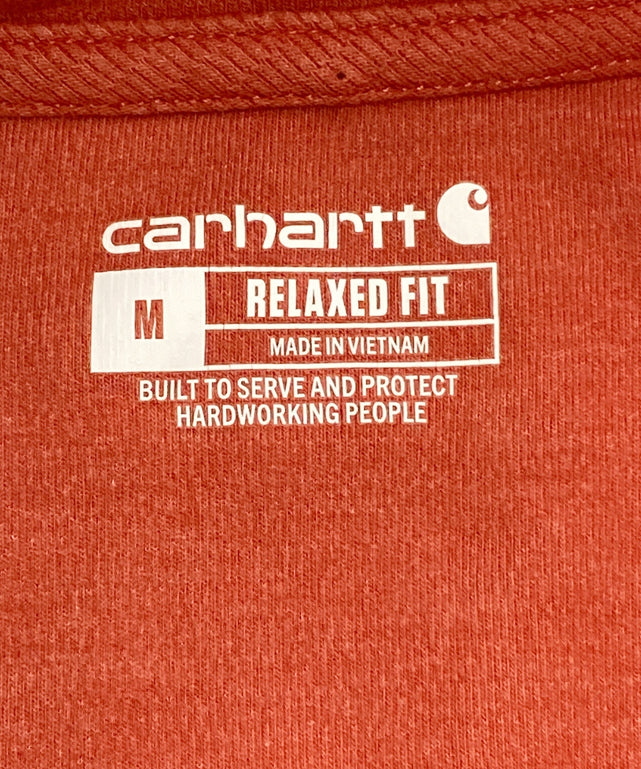 carhartt
M
RELAXED FIT
MADE IN VIETNAM
BUILT TO SERVE AND PROTECT
HARDWORKING PEOPLE